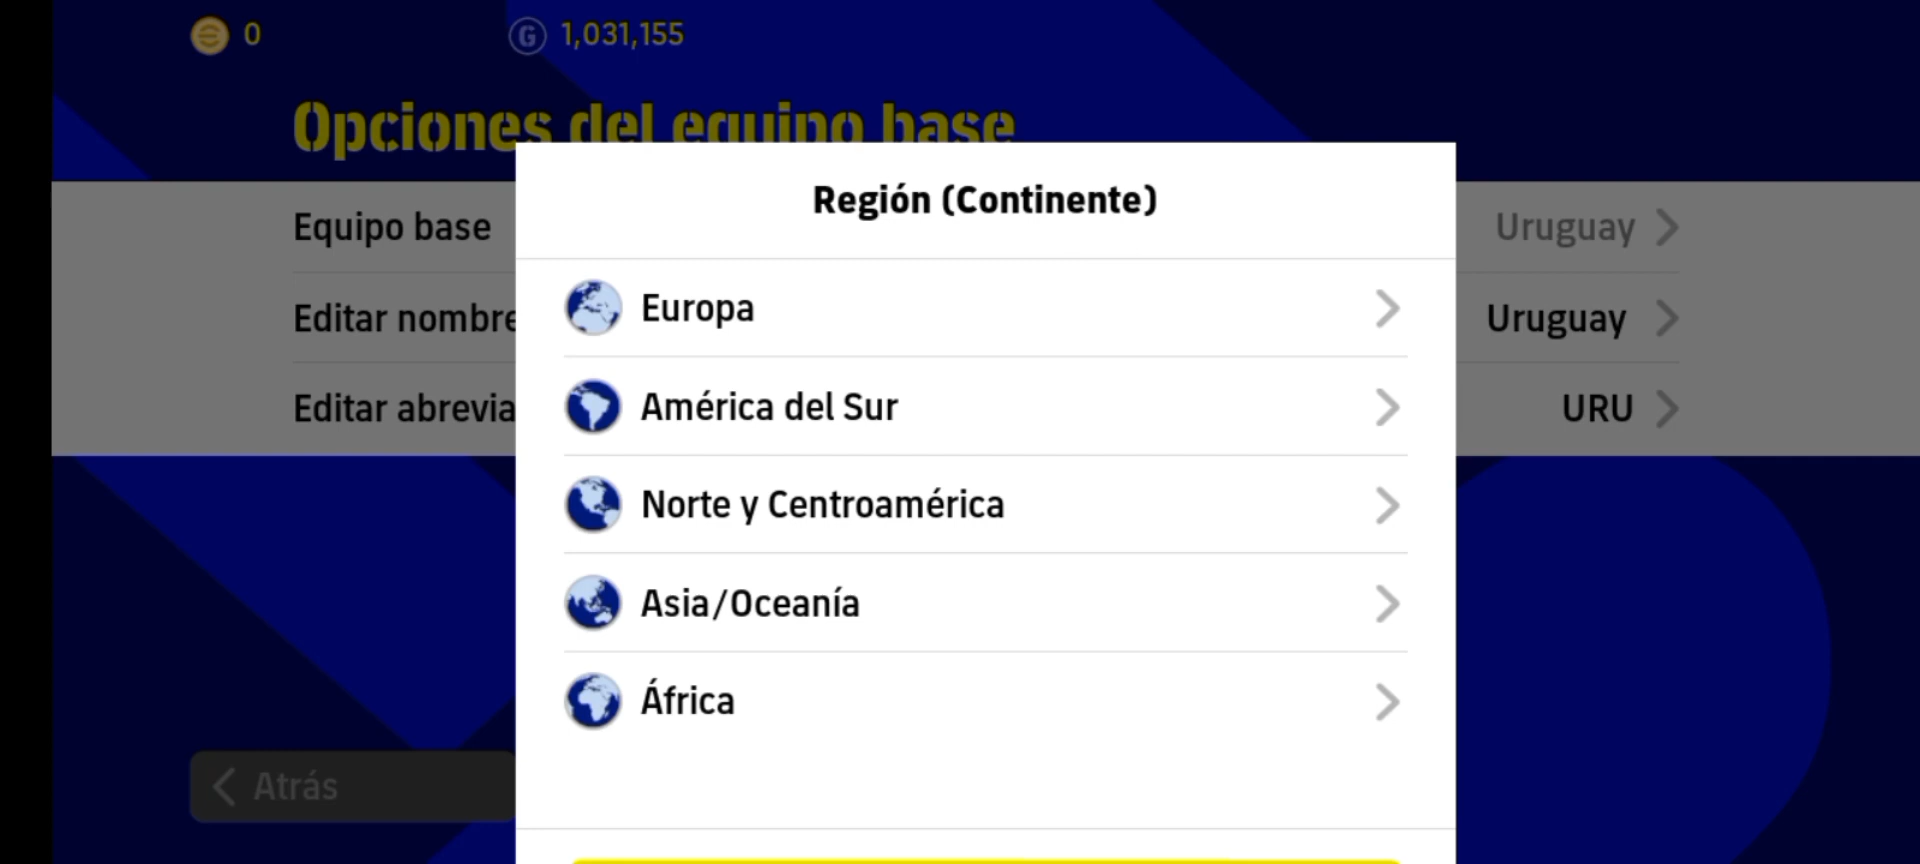 0
G 1,031,155
Opciones del equipo base
Región (Continente)
Equipo base
Uruguay
Editar nombre
Uruguay
Editar abrevia
URU
Europa
América del Sur
Norte y Centroamérica
Asia/Oceanía
África
Atrás